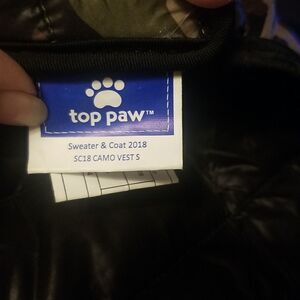 top paw™
Sweater & Coat 2018
SC18 CAMO VEST S